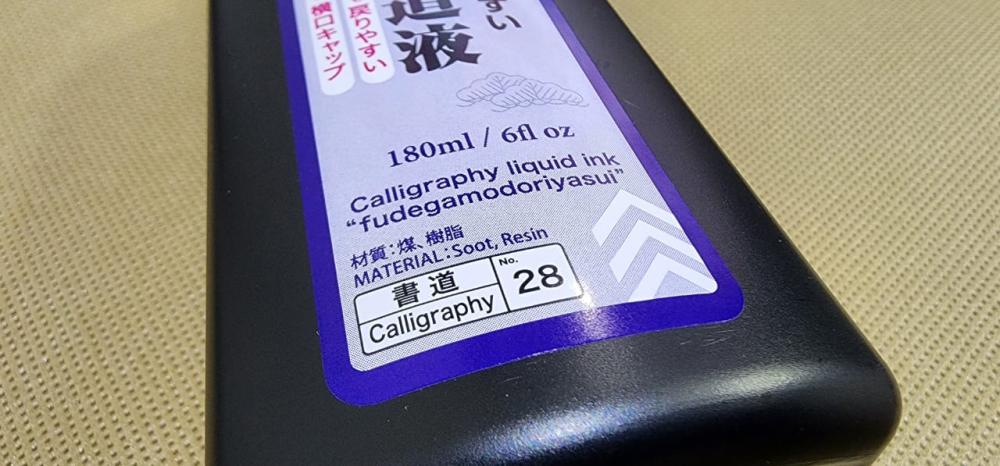 すい
道液
戻りやすい
横口キャップ
180ml / 6fl oz
Calligraphy liquid ink
“fudegamodoriyasui”
材質：煤、樹脂
MATERIAL：Soot, Resin
書道
Calligraphy
No.
28